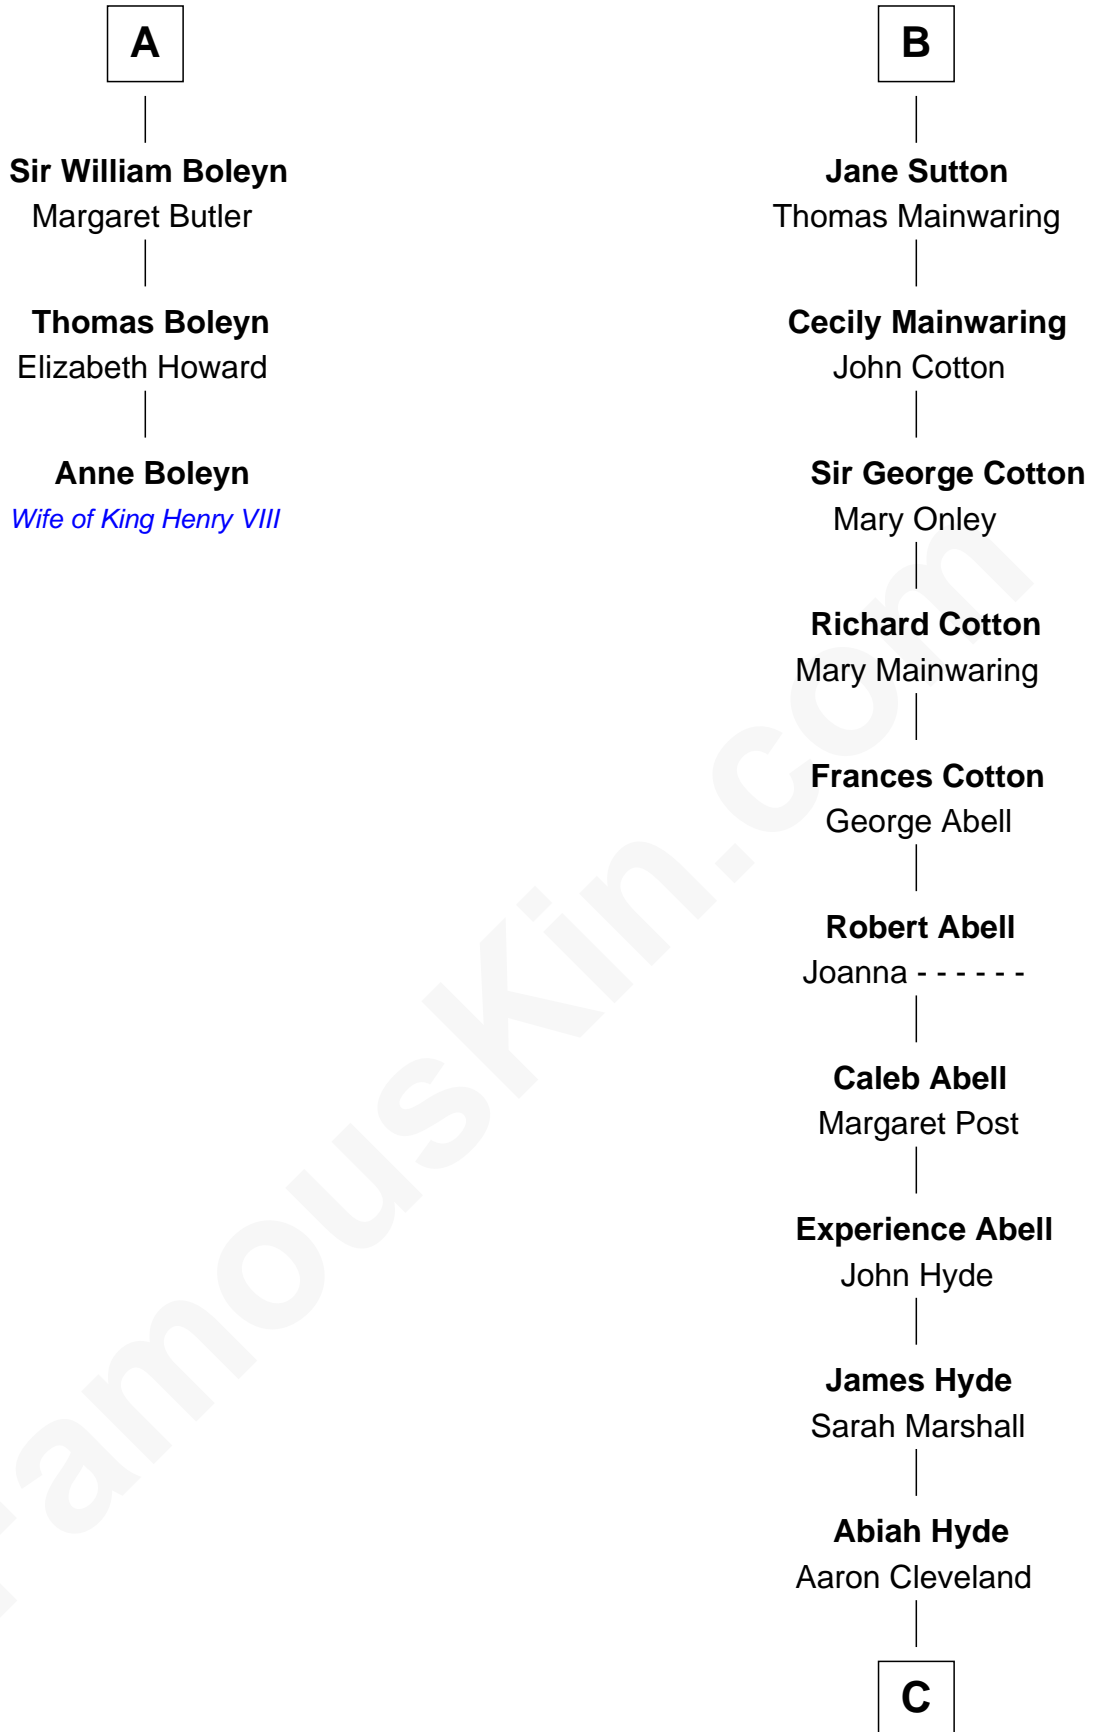 A
Sir William Boleyn
Margaret Butler
Thomas Boleyn
Elizabeth Howard
Anne Boleyn
Wife of King Henry VIII
B
Jane Sutton
Thomas Mainwaring
Cecily Mainwaring
John Cotton
Sir George Cotton
Mary Onley
Richard Cotton
Mary Mainwaring
Frances Cotton
George Abell
Robert Abell
Joanna - - - - - -
Caleb Abell
Margaret Post
Experience Abell
John Hyde
James Hyde
Sarah Marshall
Abiah Hyde
Aaron Cleveland
C
FamousKin.com